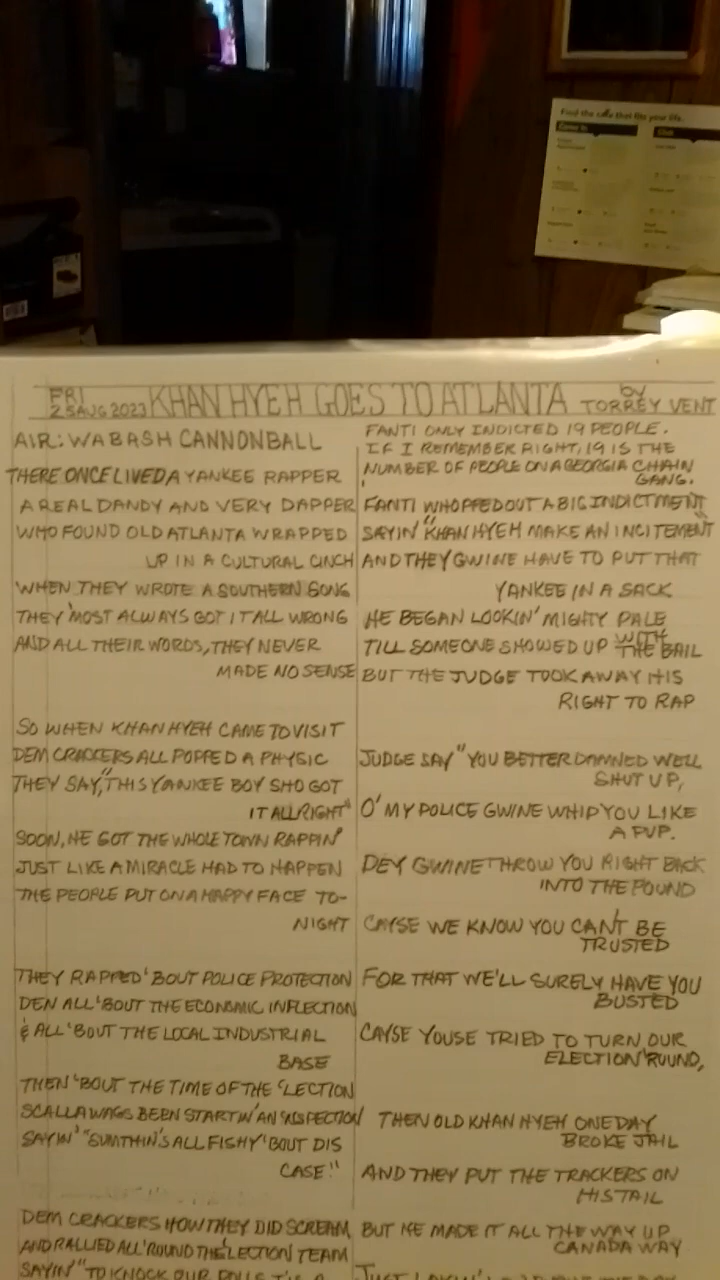 Find the that fits your life.
FRI
25 AUG 2023 KHAN HYEH GOES TO ATLANTA by
TORREY VENT
AIR: WABASH CANNONBALL
THERE ONCE LIVED A YANKEE RAPPER
A REAL DANDY AND VERY DAPPER
WHO FOUND OLD ATLANTA WRAPPED
UP IN A CULTURAL CINCH
WHEN THEY WROTE A SOUTHERN SONG
THEY 'MOST ALWAYS GOT IT ALL WRONG
AND ALL THEIR WORDS, THEY NEVER
MADE NO SENSE
SO WHEN KHAN HYEH CAME TO VISIT
DEM CRACKERS ALL POPPED A PHYSIC
THEY SAY, "THIS YANKEE BOY SHO GOT
IT ALLRIGHT"
SOON, HE GOT THE WHOLE TOWN RAPPIN'
JUST LIKE A MIRACLE HAD TO HAPPEN
THE PEOPLE PUT ON A HAPPY FACE TO-
NIGHT
THEY RAPPED 'BOUT POLICE PROTECTION
DEN ALL 'BOUT THE ECONOMIC INFLECTION
& ALL 'BOUT THE LOCAL INDUSTRIAL
BASE
THEN 'BOUT THE TIME OF THE 'LECTION
SCALLAWAGS BEEN STARTIN' AN 'NSPECTION
SAYIN' "SUMTHIN'S ALL FISHY 'BOUT DIS
CASE!"
DEM CRACKERS HOW THEY DID SCREAM
AND RALLIED ALL 'ROUND THE 'LECTION TEAM
SAYIN' "TO KNOCK OUR
FANTI ONLY INDICTED 19 PEOPLE.
IF I REMEMBER RIGHT, 19 IS THE
NUMBER OF PEOPLE ON A GEORGIA CHAIN
GANG.
FANTI WHOPPED OUT A BIG INDICTMENT
SAYIN' "KHAN HYEH MAKE AN INCITEMENT"
AND THEY GWINE HAVE TO PUT THAT
YANKEE IN A SACK
HE BEGAN LOOKIN' MIGHTY PALE
TILL SOMEONE SHOWED UP WITH
THE BAIL
BUT THE JUDGE TOOK AWAY HIS
RIGHT TO RAP
JUDGE SAY "YOU BETTER DAMNED WELL
SHUT UP,
O' MY POLICE GWINE WHIP YOU LIKE
A PUP.
DEY GWINE THROW YOU RIGHT BACK
INTO THE POUND
CAYSE WE KNOW YOU CAN'T BE
TRUSTED
FOR THAT WE'LL SURELY HAVE YOU
BUSTED
CAYSE YOUSE TRIED TO TURN OUR
ELECTION 'ROUND,
THEN OLD KHAN HYEH ONE DAY
BROKE JAIL
AND THEY PUT THE TRACKERS ON
HIS TAIL
BUT HE MADE IT ALL THE WAY UP
CANADA WAY
JUST